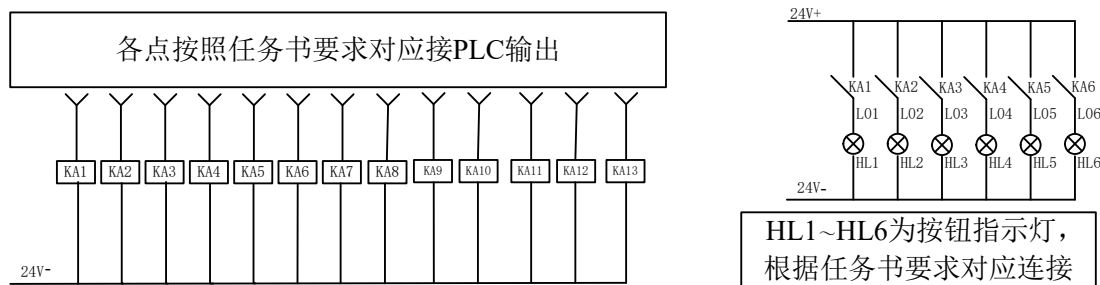 各点按照任务书要求对应接PLC输出
KA1 KA2 KA3 KA4 KA5 KA6 KA7 KA8 KA9 KA10 KA11 KA12 KA13
24V-
24V+
KA1 KA2 KA3 KA4 KA5 KA6
L01 L02 L03 L04 L05 L06
HL1 HL2 HL3 HL4 HL5 HL6
24V-
HL1~HL6为按钮指示灯，
根据任务书要求对应连接